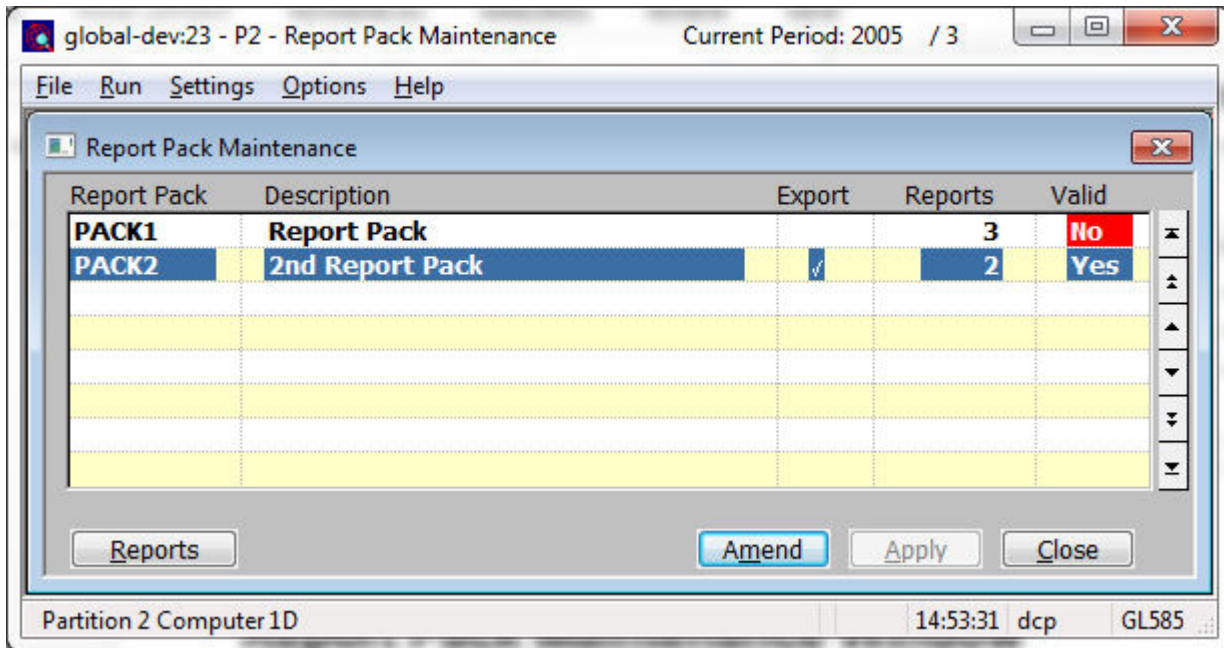 global-dev:23 - P2 - Report Pack Maintenance Current Period: 2005 / 3
File Run Settings Options Help
Report Pack Maintenance
Report Pack Description Export Reports Valid
PACK1 Report Pack 3 No
PACK2 2nd Report Pack √ 2 Yes
Reports Amend Apply Close
Partition 2 Computer 1D 14:53:31 dcp GL585